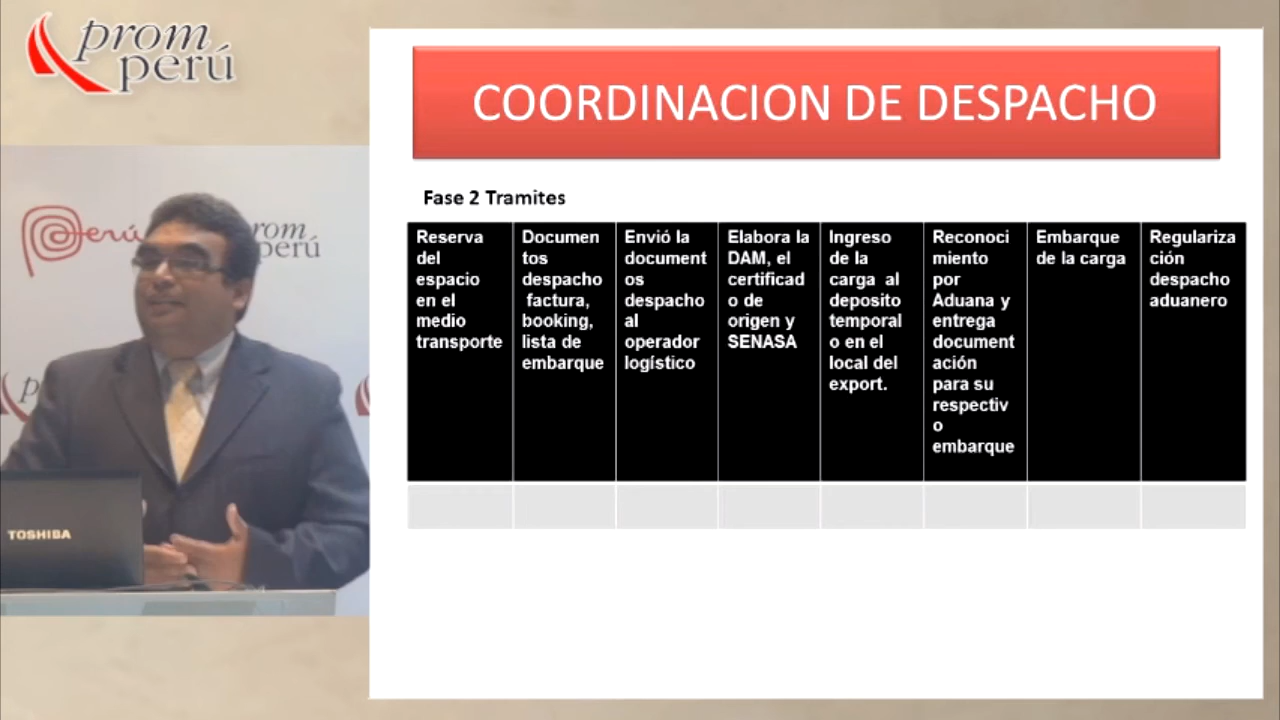 prom
perú
COORDINACION DE DESPACHO
Perú
rom
perú
p
TOSHIBA
Fase 2 Tramites
Reserva
del
espacio
en el
medio
transporte
Documen
tos
despacho
factura,
booking,
lista de
embarque
Envió la
document
os
despacho
al
operador
logístico
Elabora la
DAM, el
certificad
o de
origen y
SENASA
Ingreso
de la
carga al
deposito
temporal
o en el
local del
export.
Reconoci
miento
por
Aduana y
entrega
document
ación
para su
respectiv
o
embarque
Embarque
de la carga
Regulariza
ción
despacho
aduanero